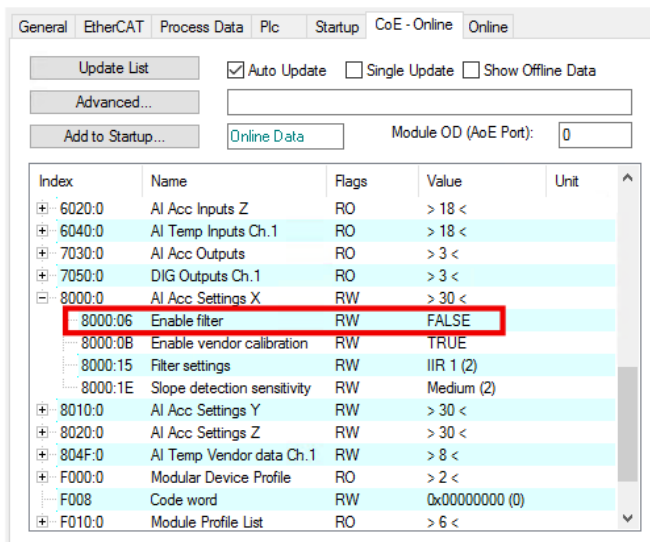 General EtherCAT Process Data Plc Startup CoE - Online Online
Update List Auto Update Single Update Show Offline Data
Advanced...
Add to Startup... Online Data Module OD (AoE Port): 0
Index Name Flags Value Unit
6020:0 AI Acc Inputs Z RO > 18 <
6040:0 AI Temp Inputs Ch.1 RO > 18 <
7030:0 AI Acc Outputs RO > 3 <
7050:0 DIG Outputs Ch.1 RO > 3 <
8000:0 AI Acc Settings X RW > 30 <
8000:06 Enable filter RW FALSE
8000:0B Enable vendor calibration RW TRUE
8000:15 Filter settings RW IIR 1 (2)
8000:1E Slope detection sensitivity RW Medium (2)
8010:0 AI Acc Settings Y RW > 30 <
8020:0 AI Acc Settings Z RW > 30 <
804F:0 AI Temp Vendor data Ch.1 RW > 8 <
F000:0 Modular Device Profile RO > 2 <
F008 Code word RW 0x00000000 (0)
F010:0 Module Profile List RO > 6 <